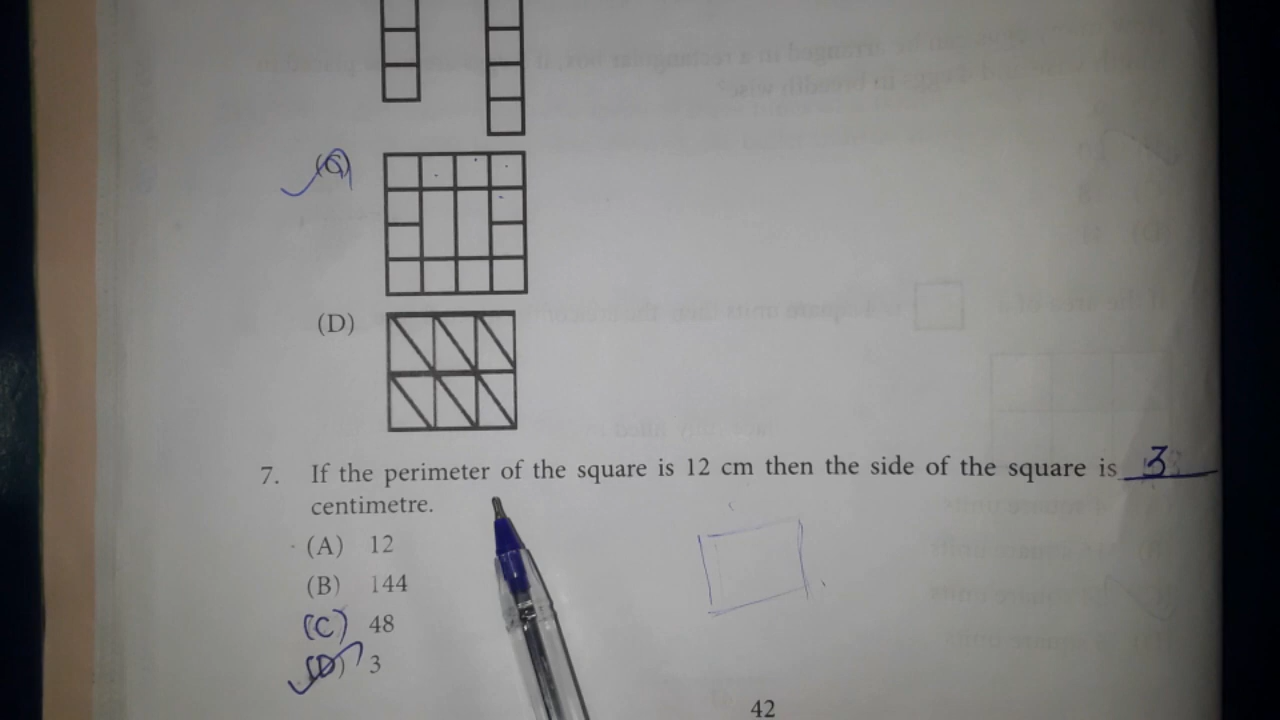 (C)
(D)
7. If the perimeter of the square is 12 cm then the side of the square is 3
centimetre.
(A) 12
(B) 144
(C) 48
(D) 3
42